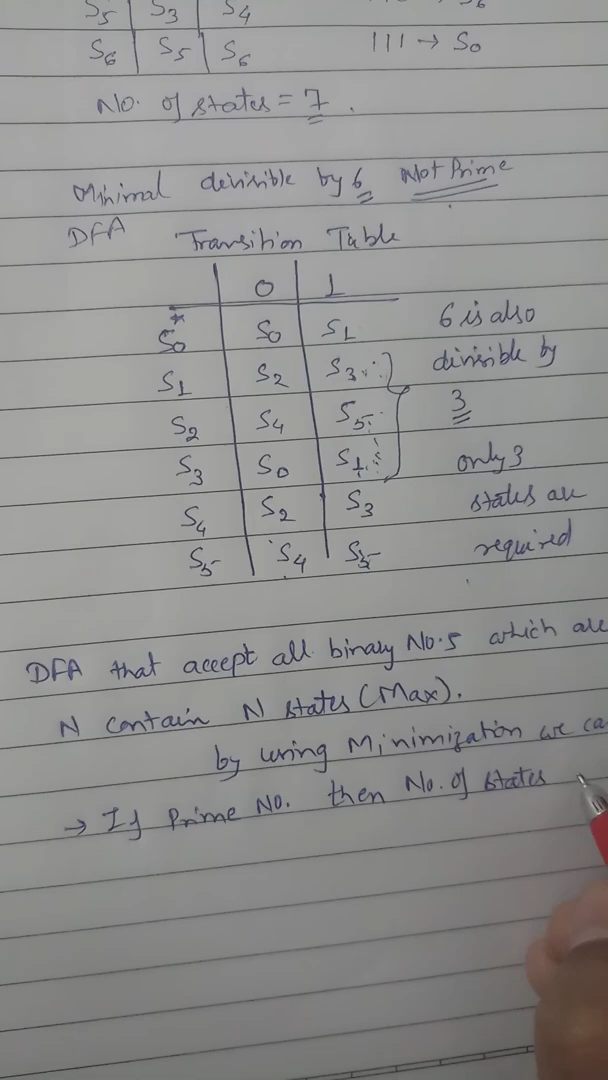 S5 S3 S4
S6 S5 S6 111 → S0
No. of states = 7.
Minimal devisible by 6 Not Prime
DFA Transition Table
0 1
S0* S0 S1 6 is also
S1 S2 S3 devisible by
S2 S4 S5 3
S3 S0 S1 only 3
S4 S2 S3 states are
S5 S4 S5 required
DFA that accept all binary No.s which are
N contain N states (Max).
by using Minimization we ca
→ If Prime No. then No. of states